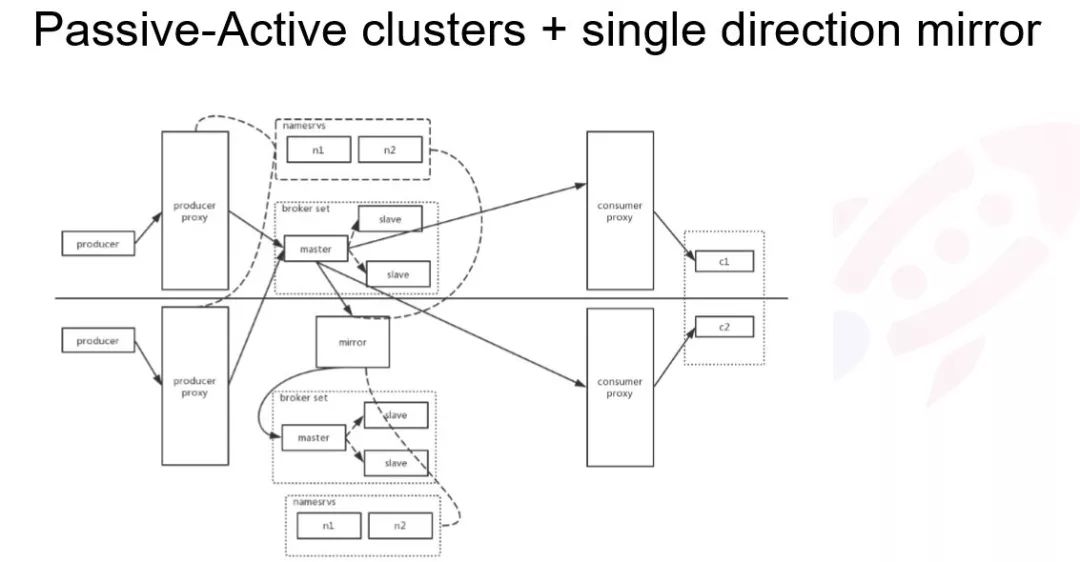 Passive-Active clusters + single direction mirror
namesrvs
n1
n2
producer
proxy
broker set
slave
master
slave
producer
consumer
proxy
c1
c2
producer
producer
proxy
mirror
consumer
proxy
broker set
slave
master
slave
namesrvs
n1
n2